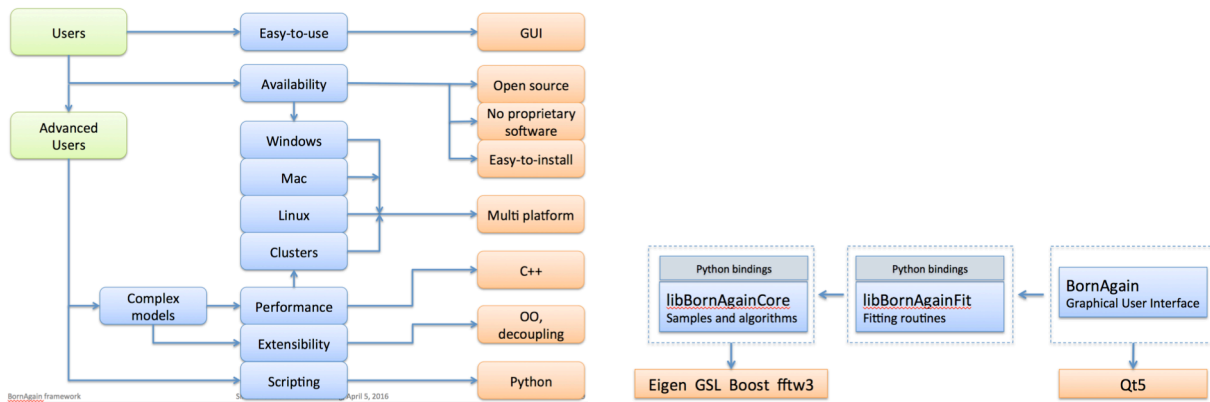 Users
Easy-to-use
GUI
Availability
Open source
No proprietary
software
Easy-to-install
Advanced
Users
Windows
Mac
Linux
Multi platform
Clusters
C++
Complex
models
Performance
OO,
decoupling
Extensibility
Scripting
Python
BornAgain framework
April 5, 2016
Python bindings
libBornAgainCore
Samples and algorithms
Eigen GSL Boost fftw3
Python bindings
libBornAgainFit
Fitting routines
BornAgain
Graphical User Interface
Qt5